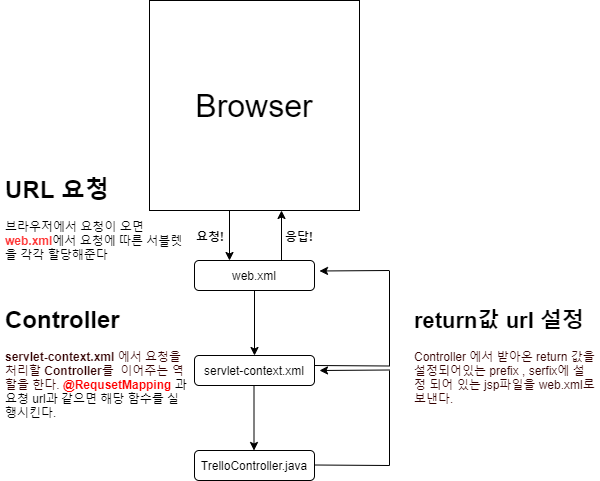 Browser
URL 요청
브라우저에서 요청이 오면
web.xml에서 요청에 따른 서블렛
을 각각 할당해준다
요청!
응답!
web.xml
Controller
servlet-context.xml 에서 요청을
처리할 Controller를 이어주는 역
할을 한다. @RequsetMapping 과
요청 url과 같으면 해당 함수를 실
행시킨다.
servlet-context.xml
return값 url 설정
Controller 에서 받아온 return 값을
설정되어있는 prefix , serfix에 설
정 되어 있는 jsp파일을 web.xml로
보낸다.
TrelloController.java